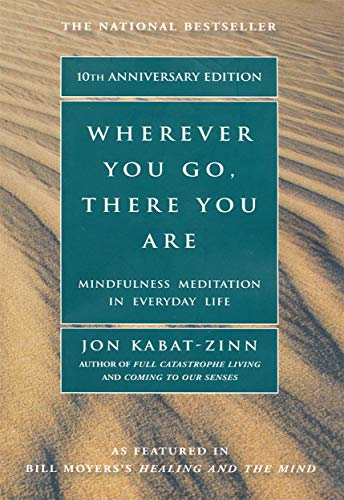 THE NATIONAL BESTSELLER
10TH ANNIVERSARY EDITION
WHEREVER
YOU GO,
THERE YOU
ARE
MINDFULNESS MEDITATION
IN EVERYDAY LIFE
JON KABAT-ZINN
AUTHOR OF FULL CATASTROPHE LIVING
AND COMING TO OUR SENSES
AS FEATURED IN
BILL MOYERS'S HEALING AND THE MIND